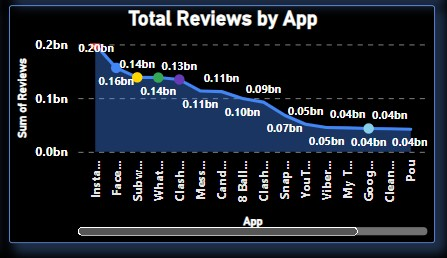 Total Reviews by App
Sum of Reviews
0.2bn
0.1bn
0.0bn
0.20bn
0.16bn
0.14bn
0.14bn
0.13bn
0.11bn
0.11bn
0.10bn
0.09bn
0.07bn
0.05bn
0.05bn
0.04bn
0.04bn
0.04bn
0.04bn
Insta...
Face...
Subw...
What...
Clash...
Mess...
Cand...
8 Ball...
Clash...
Snap...
YouT...
Viber...
My T...
Goog...
Clean...
Pou
App